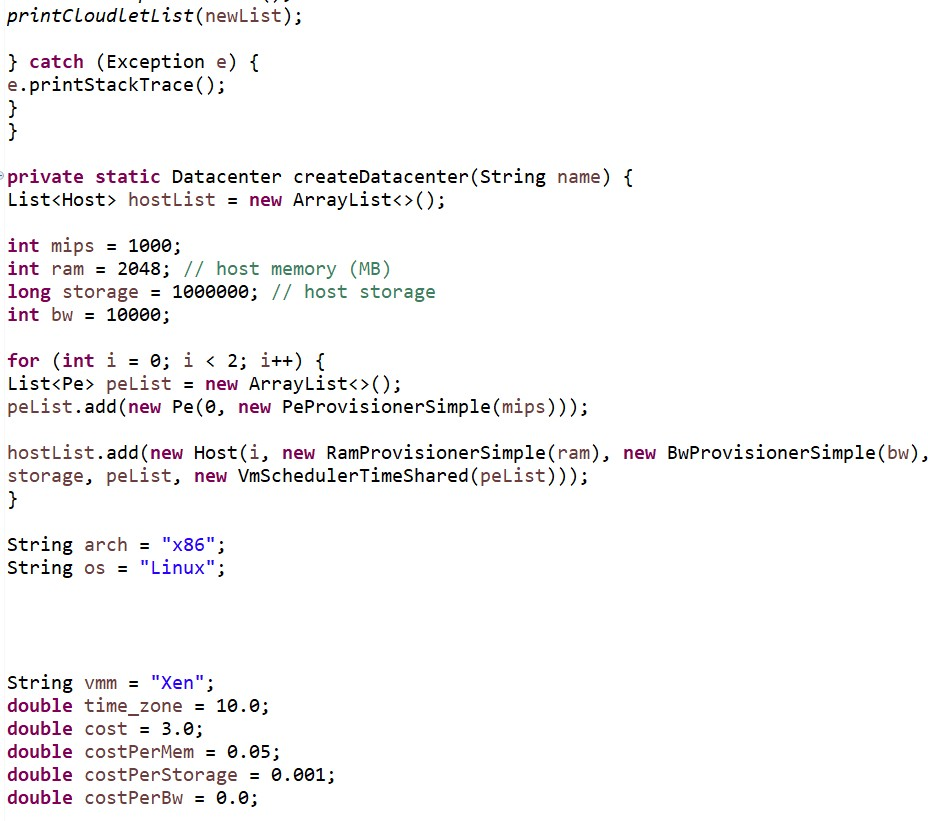 printCloudletList(newList);
} catch (Exception e) {
e.printStackTrace();
}
}
private static Datacenter createDatacenter(String name) {
List<Host> hostList = new ArrayList<>();
int mips = 1000;
int ram = 2048; // host memory (MB)
long storage = 1000000; // host storage
int bw = 10000;
for (int i = 0; i < 2; i++) {
List<Pe> peList = new ArrayList<>();
peList.add(new Pe(0, new PeProvisionerSimple(mips)));
hostList.add(new Host(i, new RamProvisionerSimple(ram), new BwProvisionerSimple(bw),
storage, peList, new VmSchedulerTimeShared(peList)));
}
String arch = "x86";
String os = "Linux";
String vmm = "Xen";
double time_zone = 10.0;
double cost = 3.0;
double costPerMem = 0.05;
double costPerStorage = 0.001;
double costPerBw = 0.0;